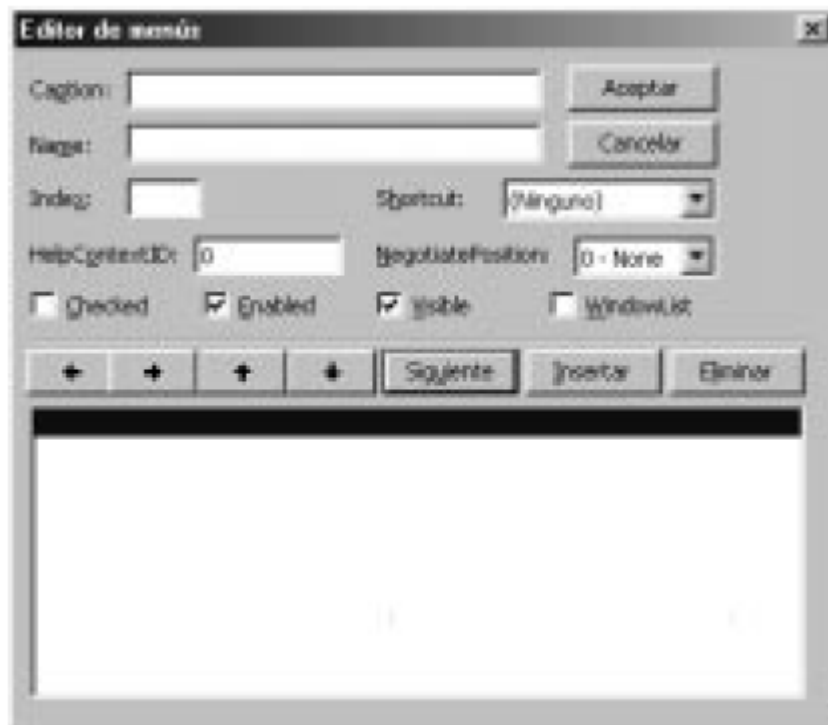 Editor de menús
Caption:
Aceptar
Name:
Cancelar
Index:
Shortcut: (Ninguno)
HelpContextID: 0
NegotiatePosition: 0 - None
Checked
Enabled
Visible
WindowList
Siguiente
Insertar
Eliminar